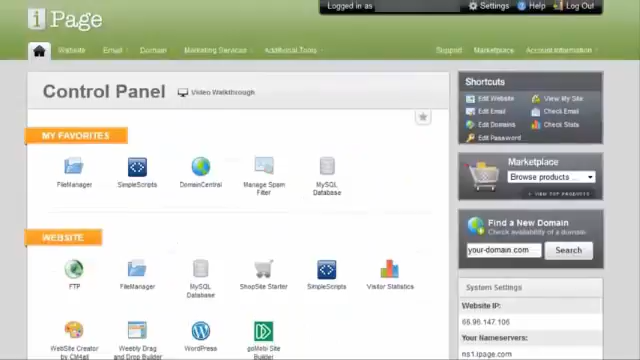 iPage
Logged in as
Settings
Help
Log Out
Website
Email
Domain
Marketing Services
Additional Tools
Support
Marketplace
Account Information
Control Panel
Video Walkthrough
MY FAVORITES
FileManager
SimpleScripts
DomainCentral
Manage Spam
Filter
MySQL
Database
WEBSITE
FTP
FileManager
MySQL
Database
ShopSite Starter
SimpleScripts
Visitor Statistics
WebSite Creator
by CM4all
Weebly Drag
and Drop Builder
WordPress
goMobi Site
Builder
Shortcuts
Edit Website
View My Site
Edit Email
Check Email
Edit Domains
Check Stats
Edit Password
Marketplace
Browse products ...
VIEW TOP PRODUCTS
Find a New Domain
Check availability of a domain
your-domain.com
Search
System Settings
Website IP:
66.96.147.106
Your Nameservers:
ns1.ipage.com